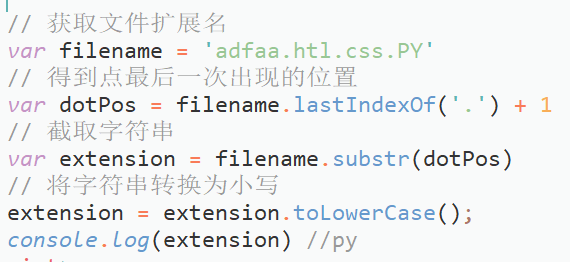 // 获取文件扩展名
var filename = 'adfaa.htl.css.PY'
// 得到点最后一次出现的位置
var dotPos = filename.lastIndexOf('.') + 1
// 截取字符串
var extension = filename.substr(dotPos)
// 将字符串转换为小写
extension = extension.toLowerCase();
console.log(extension) //py